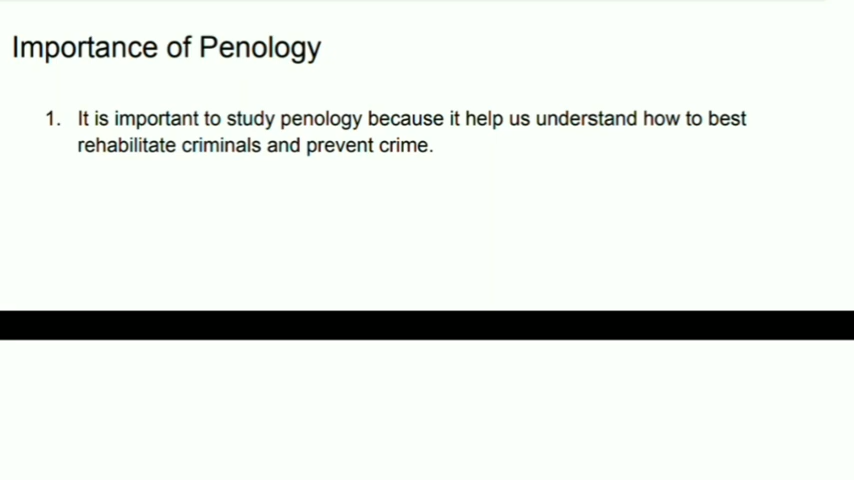 Importance of Penology
1. It is important to study penology because it help us understand how to best
rehabilitate criminals and prevent crime.